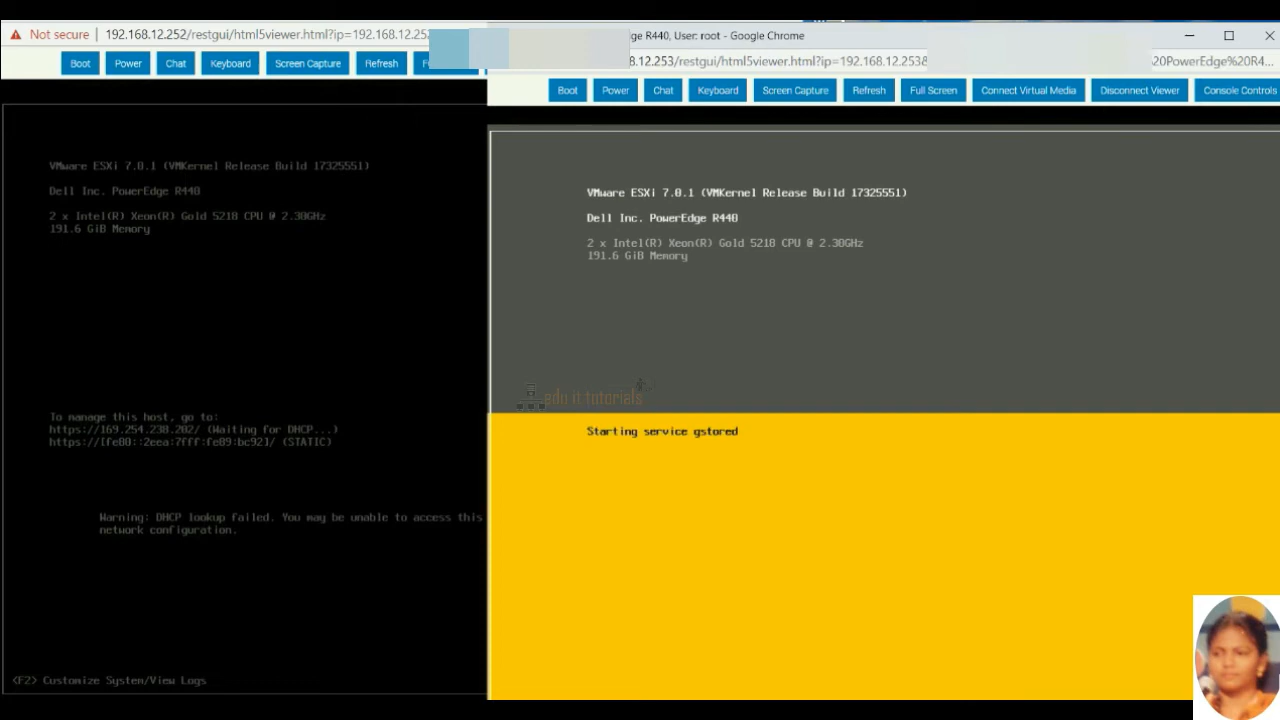 Not secure | 192.168.12.252/restgui/html5viewer.html?ip=192.168.12.25
Boot Power Chat Keyboard Screen Capture Refresh
VMware ESXi 7.0.1 (VMKernel Release Build 17325551)
Dell Inc. PowerEdge R440
2 x Intel(R) Xeon(R) Gold 5218 CPU @ 2.30GHz
191.6 GiB Memory
To manage this host, go to:
https://169.254.238.202/ (Waiting for DHCP...)
https://[fe80::2eea:7fff:fe89:bc92]/ (STATIC)
Warning: DHCP lookup failed. You may be unable to access this
network configuration.
<F2> Customize System/View Logs
ge R440, User: root - Google Chrome
8.12.253/restgui/html5viewer.html?ip=192.168.12.2538
20PowerEdge%20R4...
Boot Power Chat Keyboard Screen Capture Refresh Full Screen Connect Virtual Media Disconnect Viewer Console Controls
VMware ESXi 7.0.1 (VMKernel Release Build 17325551)
Dell Inc. PowerEdge R440
2 x Intel(R) Xeon(R) Gold 5218 CPU @ 2.30GHz
191.6 GiB Memory
edu it tutorials
Starting service gstored